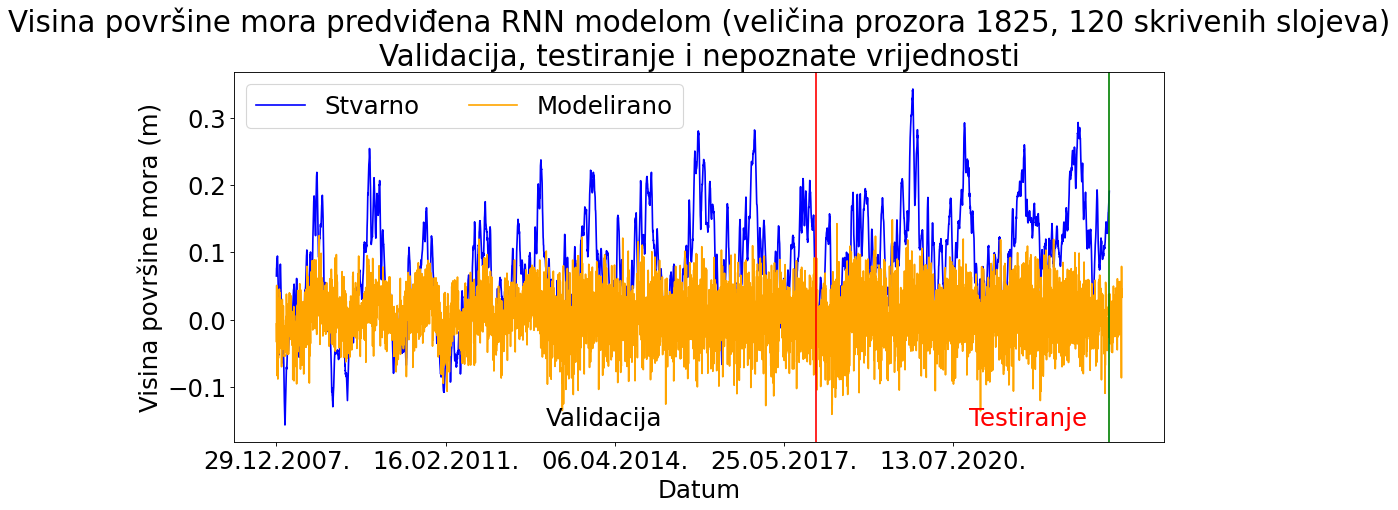 Visina površine mora predviđena RNN modelom (veličina prozora 1825, 120 skrivenih slojeva)
Validacija, testiranje i nepoznate vrijednosti
Stvarno
Modelirano
Visina površine mora (m)
0.3
0.2
0.1
0.0
−0.1
Validacija
Testiranje
29.12.2007.
16.02.2011.
06.04.2014.
25.05.2017.
13.07.2020.
Datum